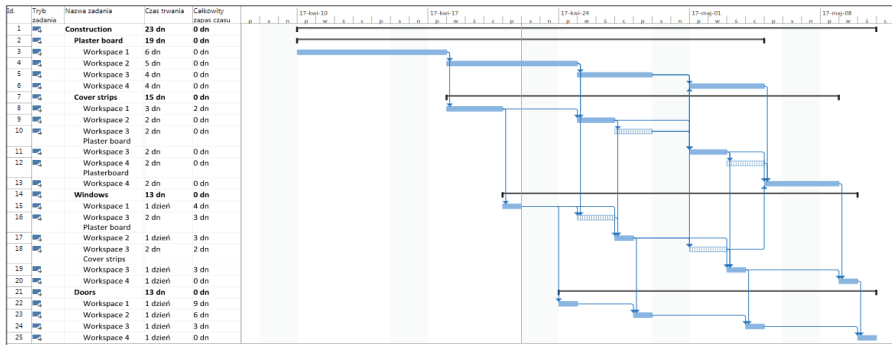 Id. Tryb zadania Nazwa zadania Czas trwania Całkowity zapas czasu 17-kwi-10 17-kwi-17 17-kwi-24 17-maj-01 17-maj-08
p s n p w ś c p s n p w ś c p s n p w ś c p s n p w ś c p s n p w ś c
1 Construction 23 dn 0 dn
2 Plaster board 19 dn 0 dn
3 Workspace 1 6 dn 0 dn
4 Workspace 2 5 dn 0 dn
5 Workspace 3 4 dn 0 dn
6 Workspace 4 4 dn 0 dn
7 Cover strips 15 dn 0 dn
8 Workspace 1 3 dn 2 dn
9 Workspace 2 2 dn 0 dn
10 Workspace 3 2 dn 0 dn
Plaster board
11 Workspace 3 2 dn 0 dn
12 Workspace 4 2 dn 0 dn
Plasterboard
13 Workspace 4 2 dn 0 dn
14 Windows 13 dn 0 dn
15 Workspace 1 1 dzień 4 dn
16 Workspace 3 2 dn 3 dn
Plaster board
17 Workspace 2 1 dzień 3 dn
18 Workspace 3 2 dn 2 dn
Cover strips
19 Workspace 3 1 dzień 3 dn
20 Workspace 4 1 dzień 0 dn
21 Doors 13 dn 0 dn
22 Workspace 1 1 dzień 9 dn
23 Workspace 2 1 dzień 6 dn
24 Workspace 3 1 dzień 3 dn
25 Workspace 4 1 dzień 0 dn